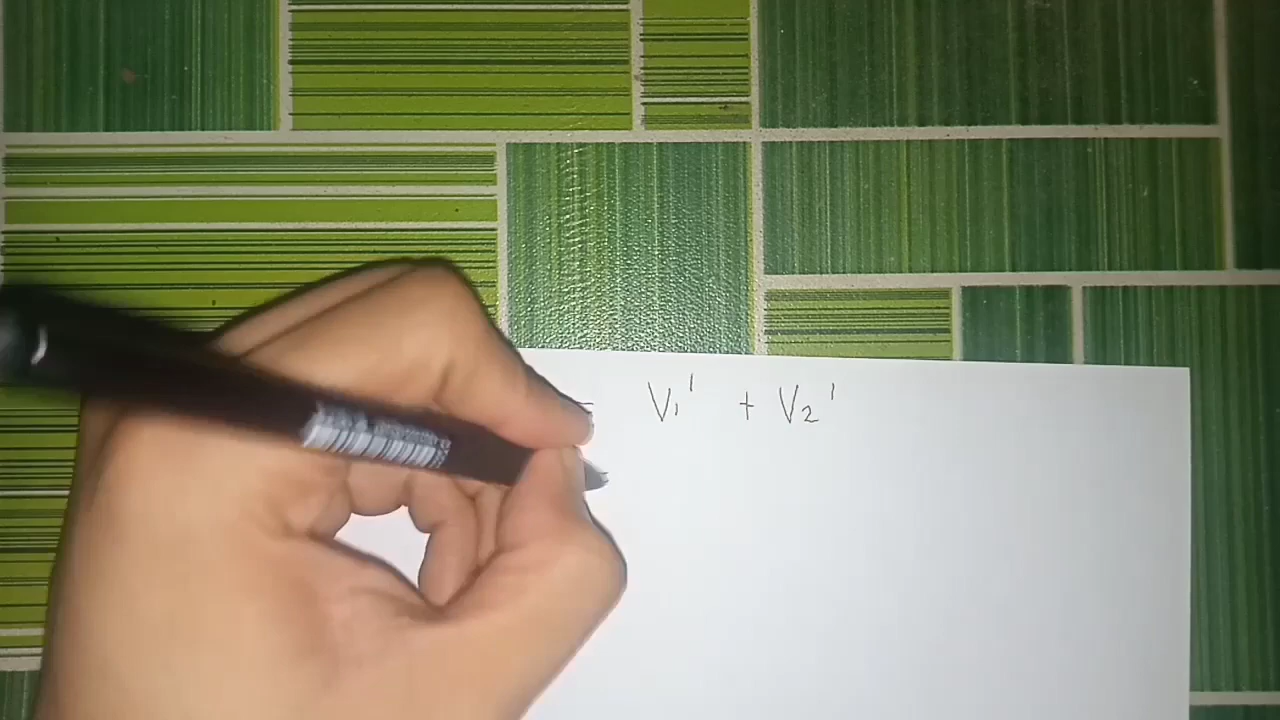 = V₁' + V₂'